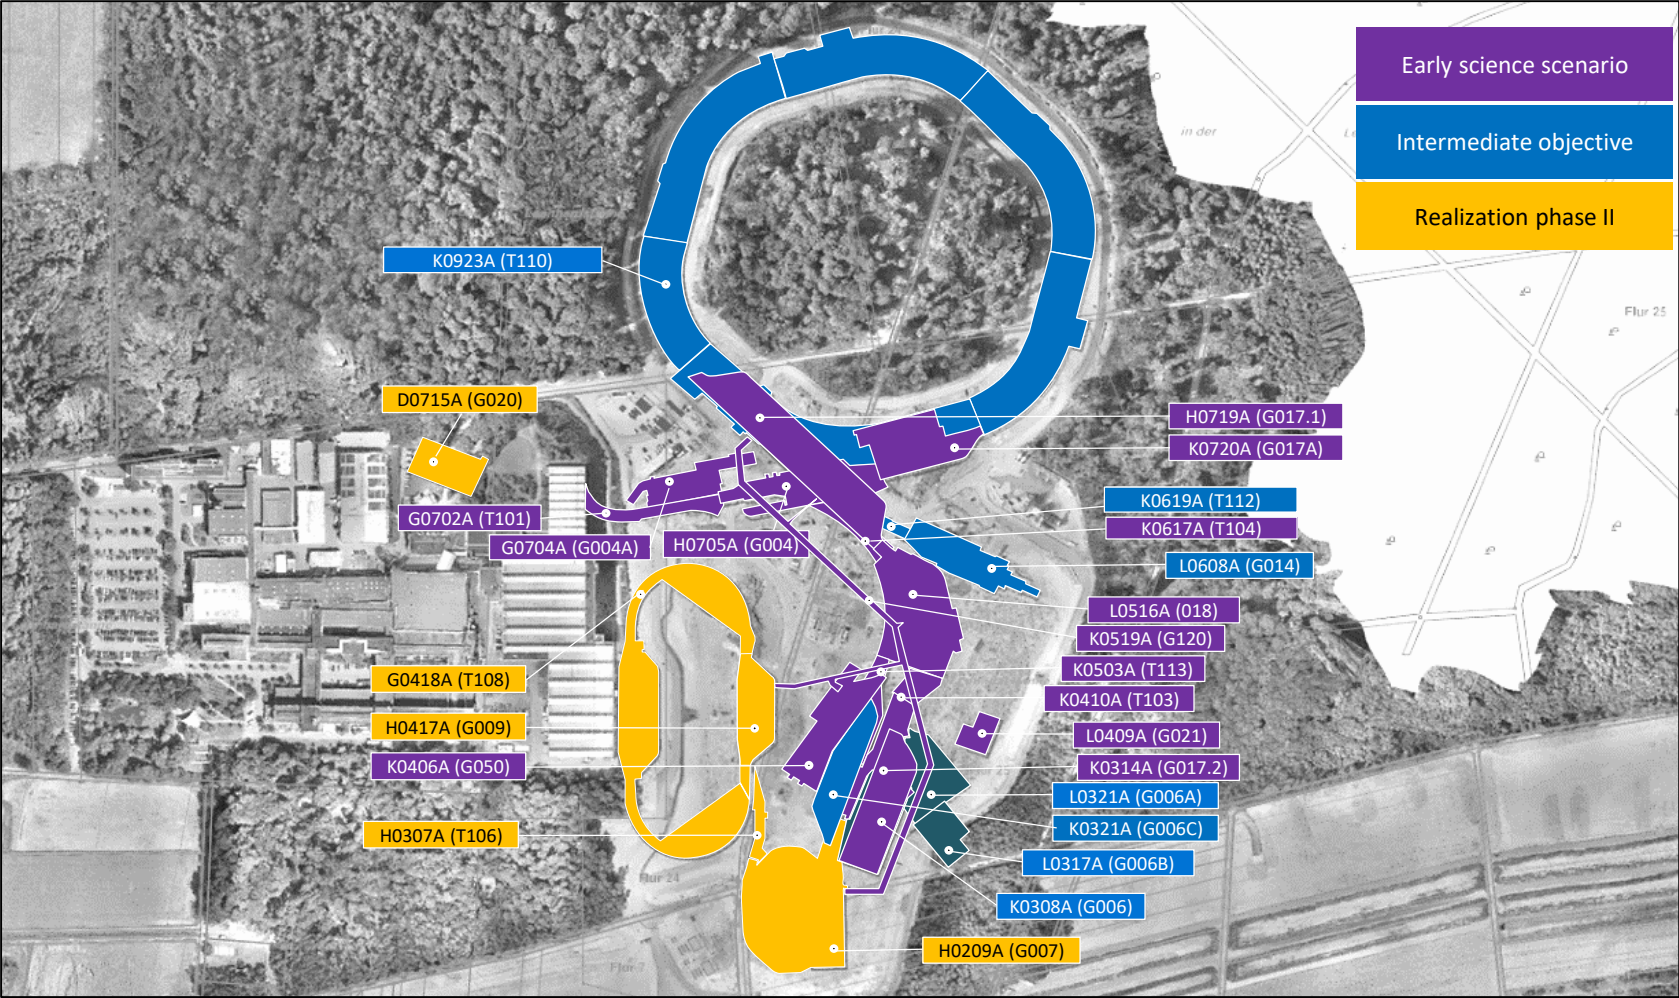 Early science scenario
Intermediate objective
in der
Realization phase II
K0923A (T110)
Flur 25
D0715A (G020)
H0719A (G017.1)
K0720A (G017A)
K0619A (T112)
G0702A (T101)
K0617A (T104)
G0704A (G004A)
H0705A (G004)
L0608A (G014)
L0516A (018)
K0519A (G120)
K0503A (T113)
G0418A (T108)
K0410A (T103)
H0417A (G009)
L0409A (G021)
K0406A (G050)
K0314A (G017.2)
L0321A (G006A)
K0321A (G006C)
H0307A (T106)
L0317A (G006B)
Flur 24
K0308A (G006)
H0209A (G007)
Flur